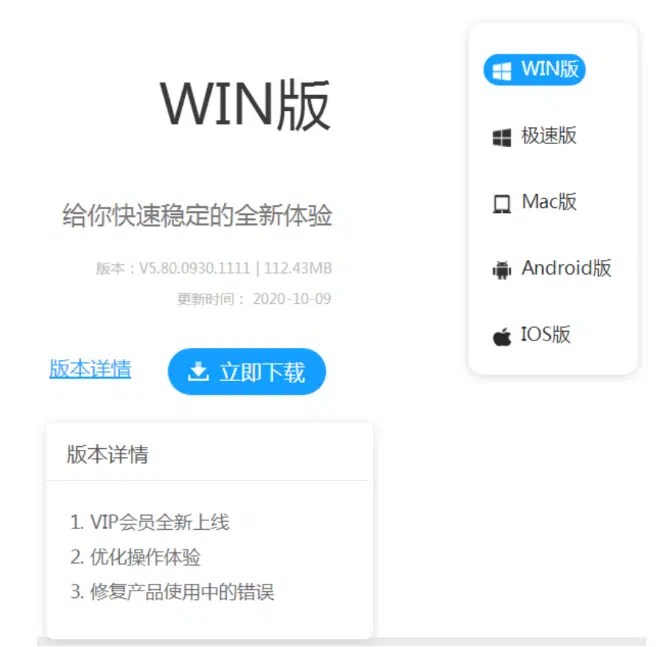 WIN版
给你快速稳定的全新体验
版本：V5.80.0930.1111 | 112.43MB
更新时间： 2020-10-09
版本详情
立即下载
版本详情
1. VIP会员全新上线
2. 优化操作体验
3. 修复产品使用中的错误
WIN版
极速版
Mac版
Android版
IOS版